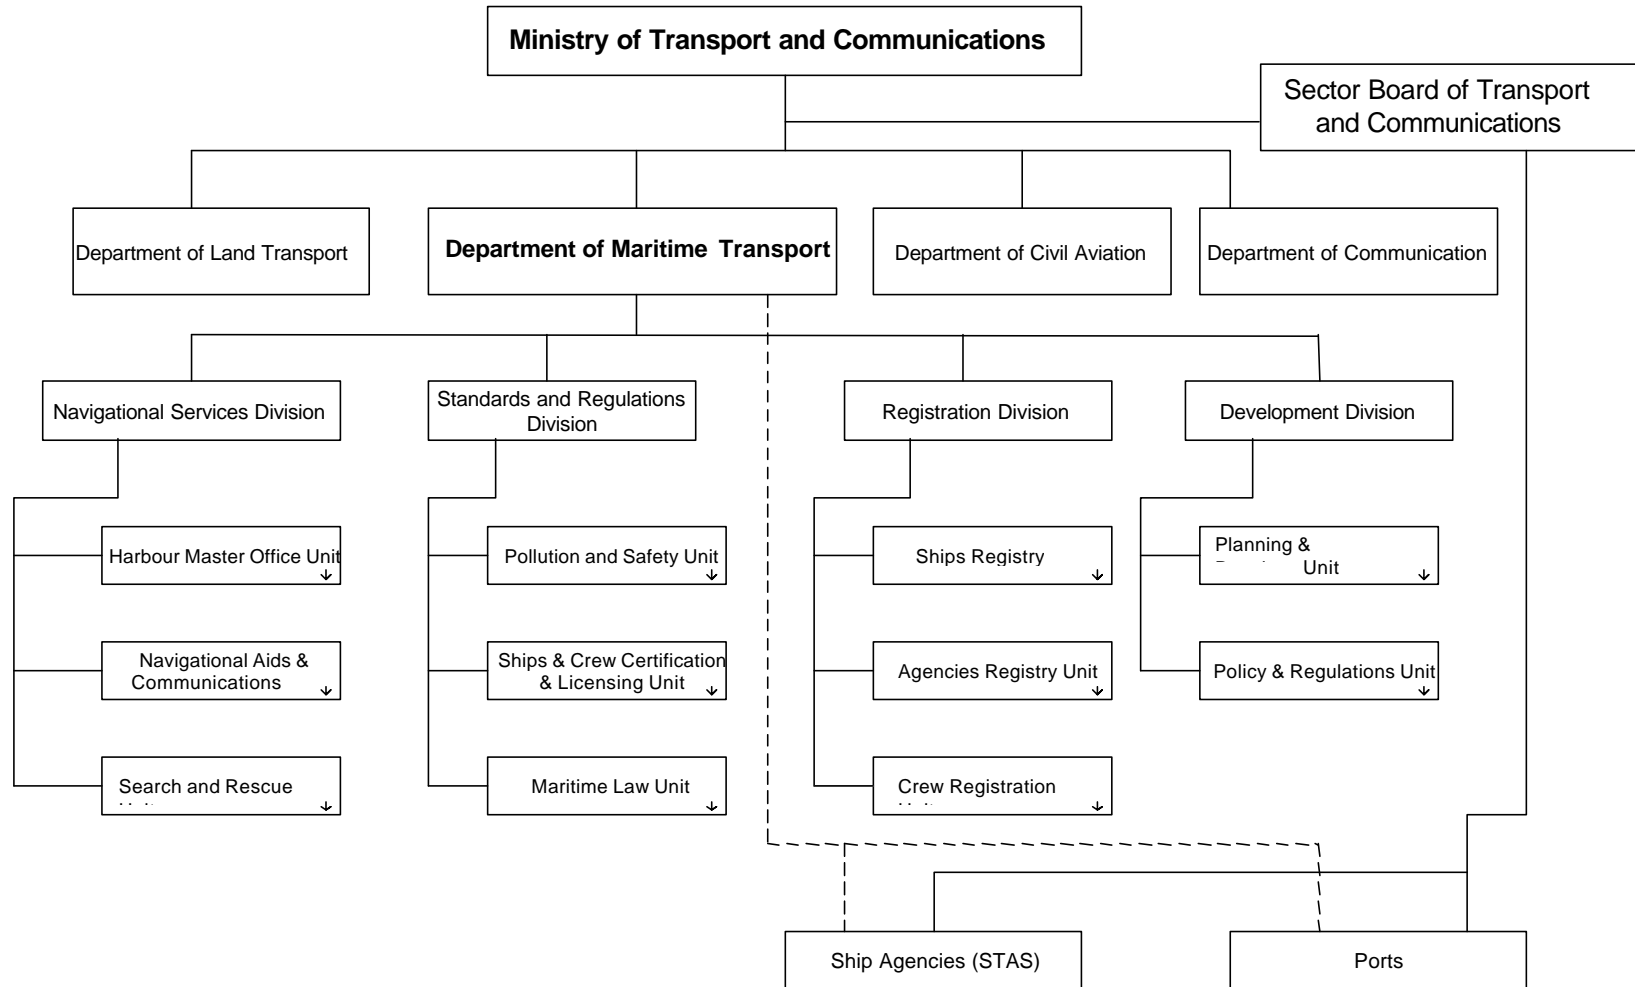 Ministry of Transport and Communications
Sector Board of Transport
and Communications
Department of Land Transport
Department of Maritime Transport
Department of Civil Aviation
Department of Communication
Navigational Services Division
Standards and Regulations
Division
Registration Division
Development Division
Harbour Master Office Unit
Pollution and Safety Unit
Ships Registry
Planning &
Unit
Navigational Aids &
Communications
Ships & Crew Certification
& Licensing Unit
Agencies Registry Unit
Policy & Regulations Unit
Search and Rescue
Maritime Law Unit
Crew Registration
Ship Agencies (STAS)
Ports